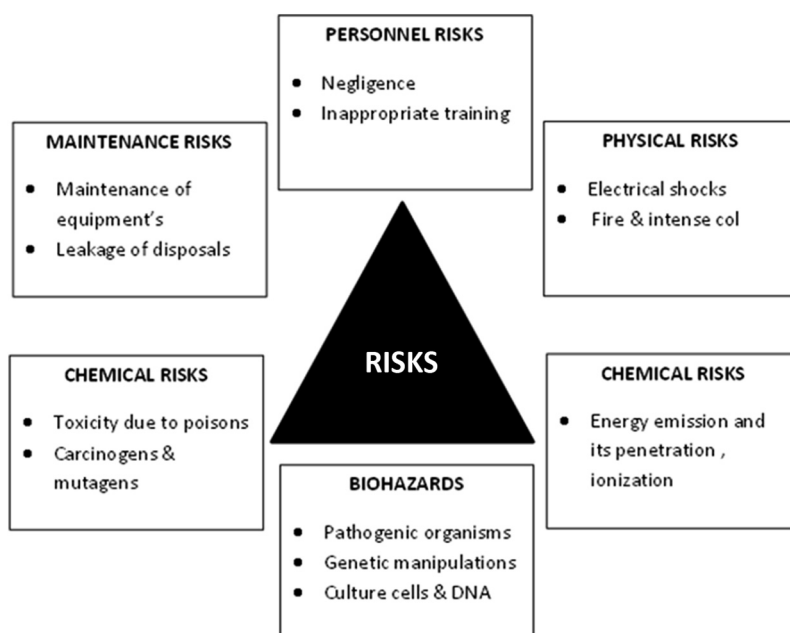 PERSONNEL RISKS
• Negligence
• Inappropriate training
MAINTENANCE RISKS
• Maintenance of
equipment's
• Leakage of disposals
PHYSICAL RISKS
• Electrical shocks
• Fire & intense col
RISKS
CHEMICAL RISKS
• Toxicity due to poisons
• Carcinogens &
mutagens
CHEMICAL RISKS
• Energy emission and
its penetration ,
ionization
BIOHAZARDS
• Pathogenic organisms
• Genetic manipulations
• Culture cells & DNA